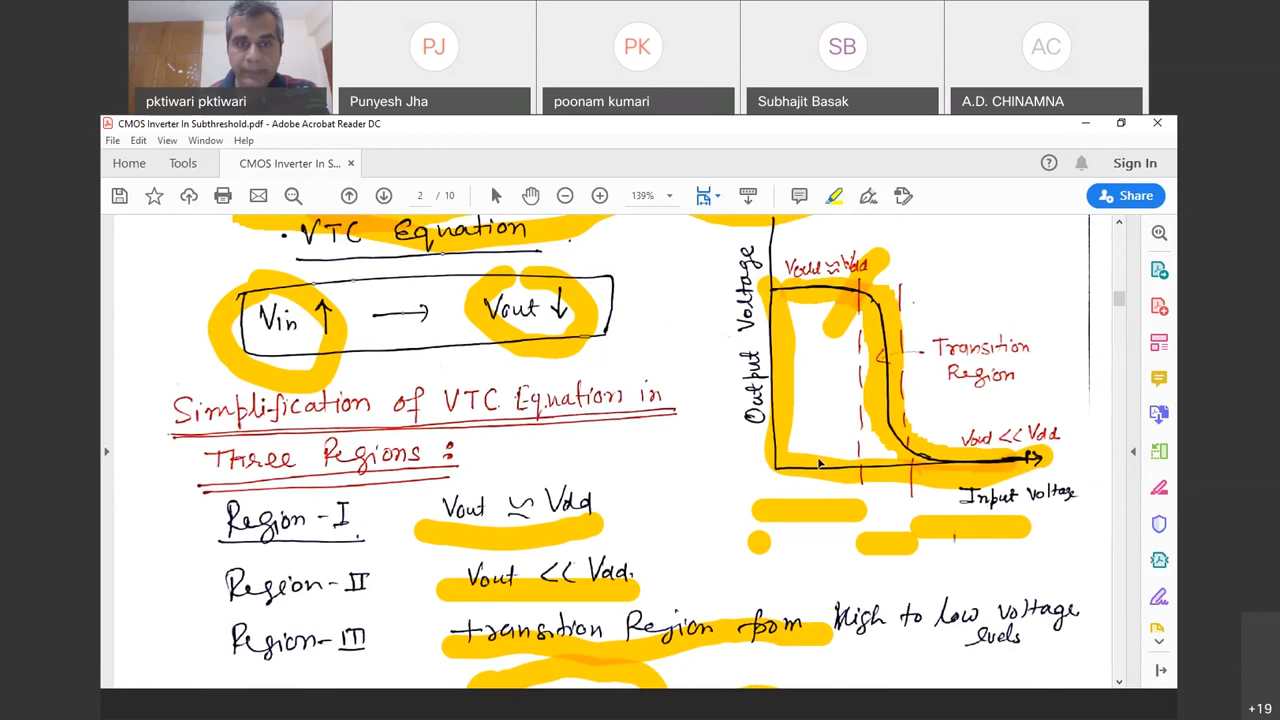 PJ
PK
SB
AC
pktiwari pktiwari
Punyesh Jha
poonam kumari
Subhajit Basak
A.D. CHINAMNA
CMOS Inverter In Subthreshold.pdf - Adobe Acrobat Reader DC
File Edit View Window Help
Home Tools CMOS Inverter In S... ×
Sign In
2 / 10
139%
Share
• VTC Equation
Vin ↑ → Vout ↓
Simplification of VTC Equation in
Three Regions :
Region - I Vout ≃ Vdd
Region - II Vout << Vdd.
Region - III transition Region from High to low voltage
levels
Output Voltage
Vout ≃ Vdd
Transition
Region
Vout << Vdd
Input Voltage
+19